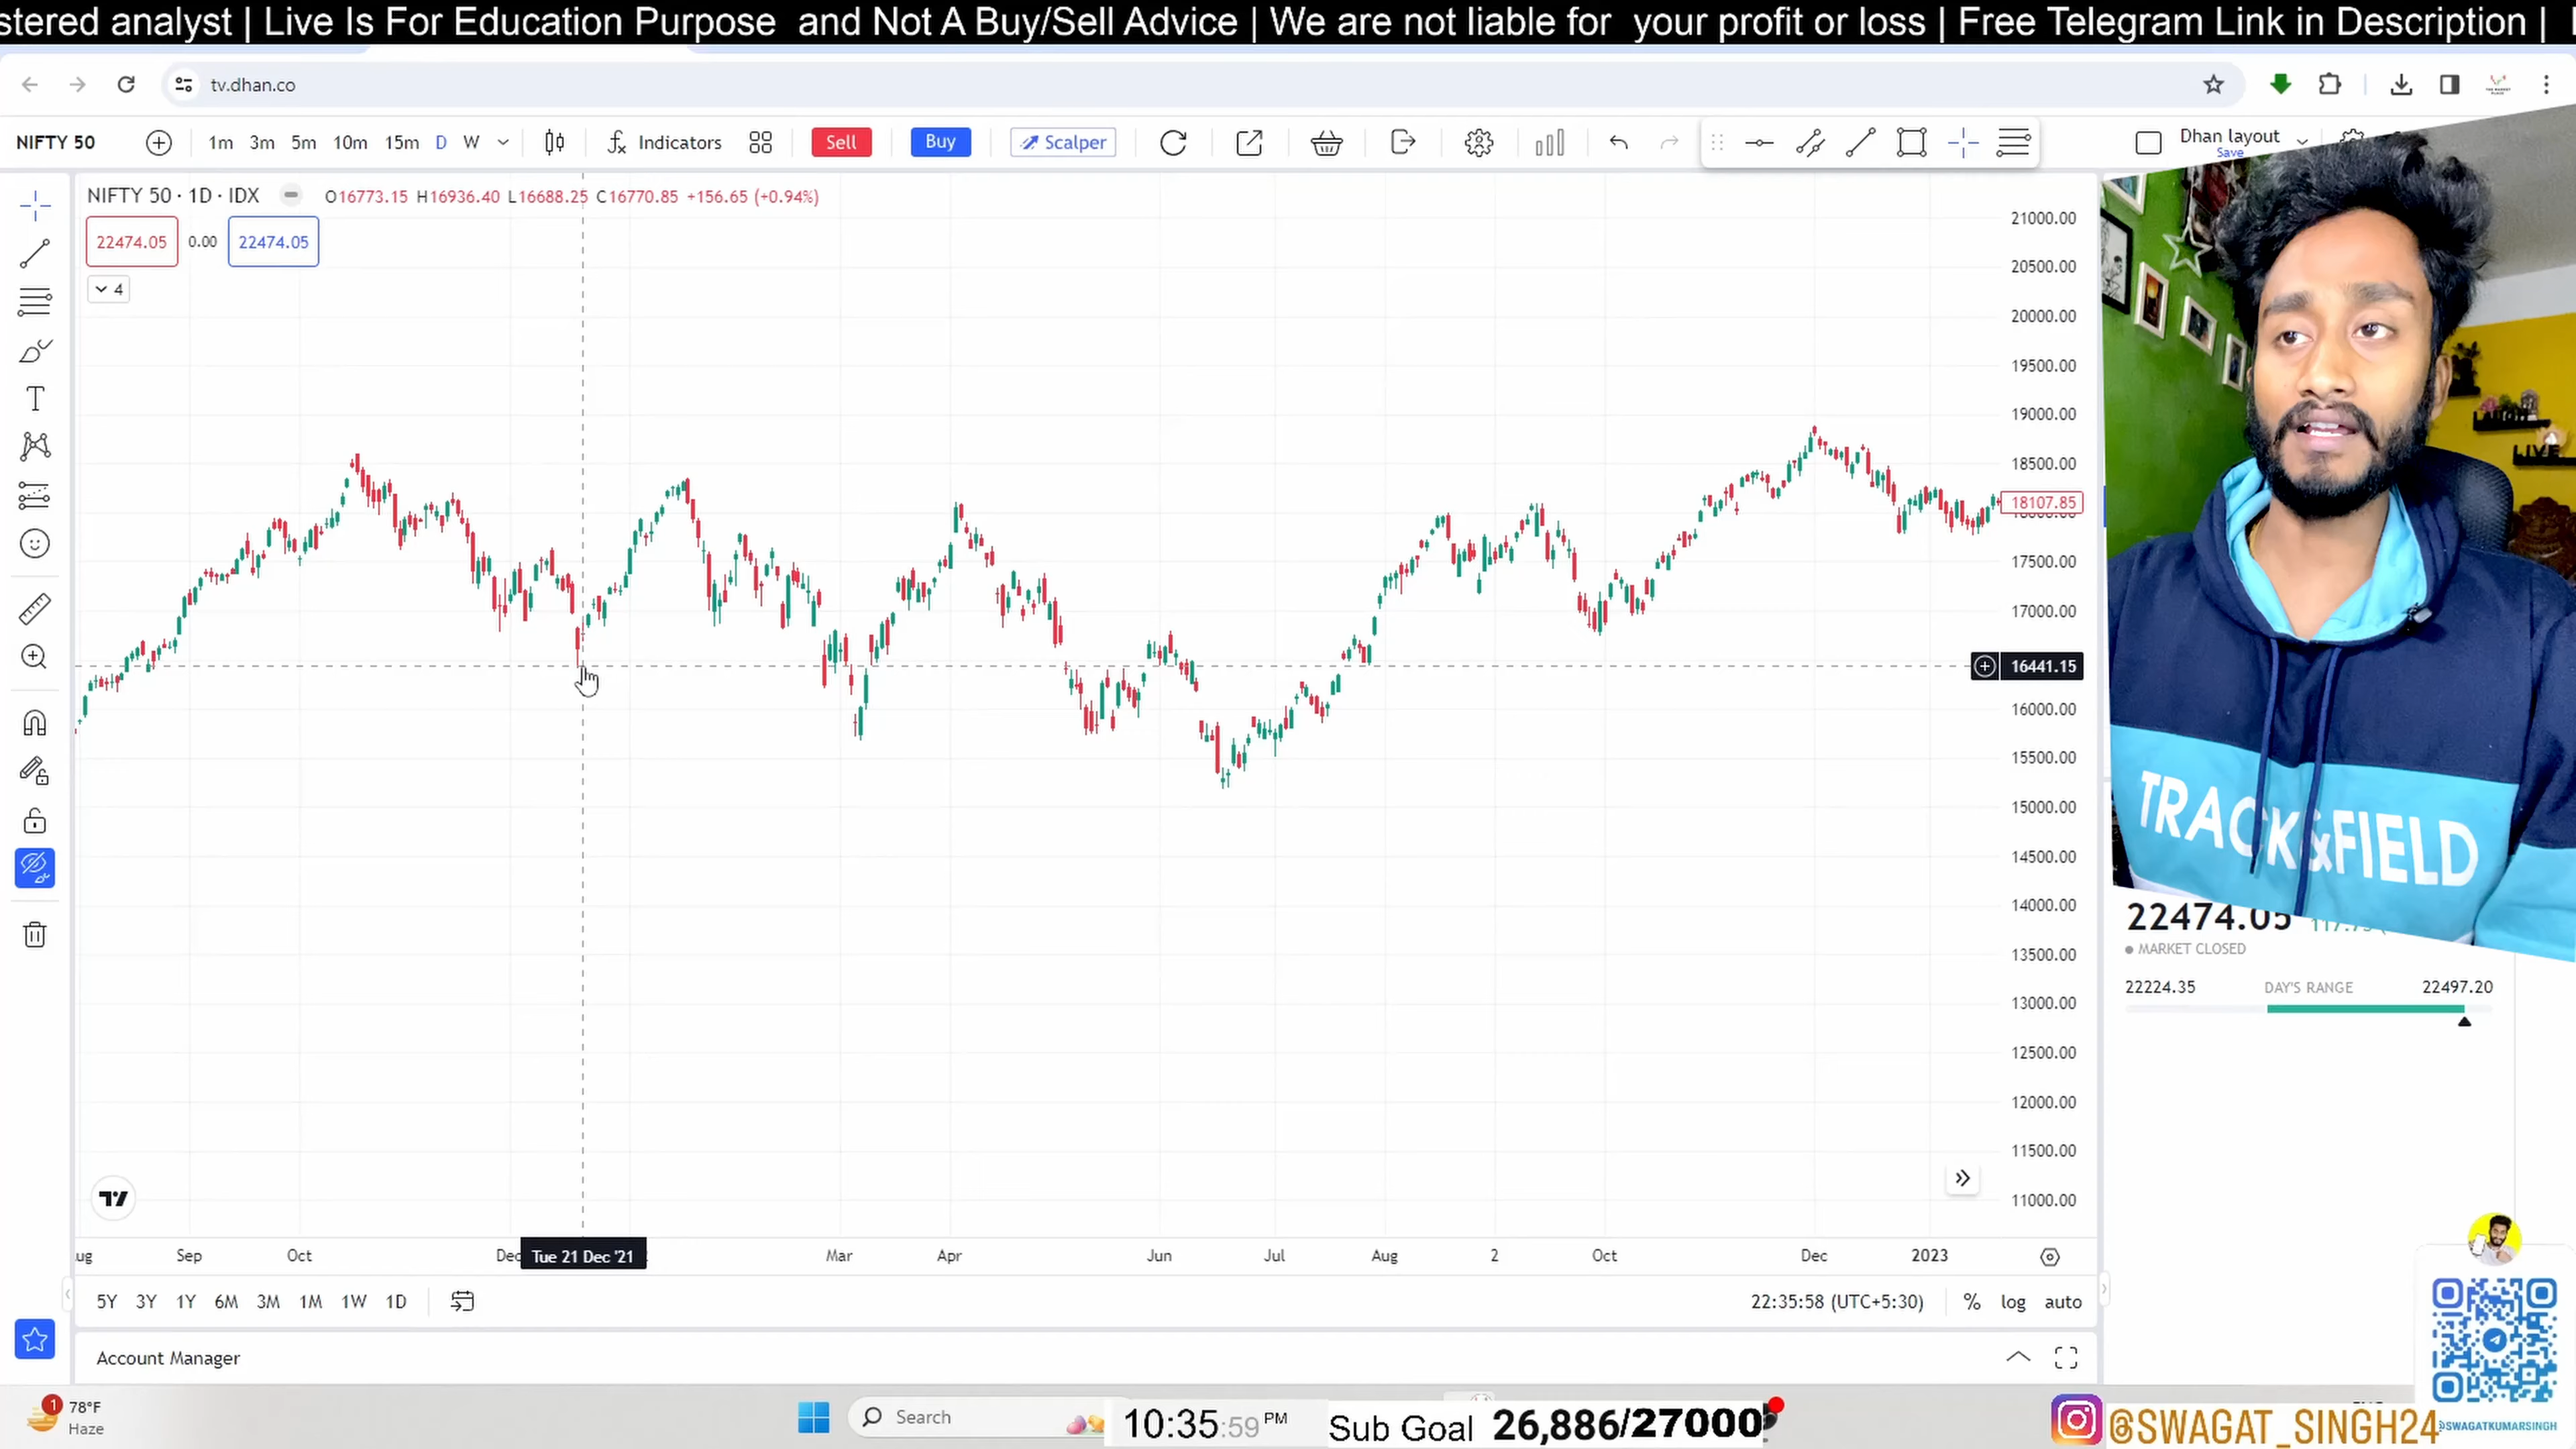 stered analyst | Live Is For Education Purpose and Not A Buy/Sell Advice | We are not liable for your profit or loss | Free Telegram Link in Description |
tv.dhan.co
NIFTY 50
1m 3m 5m 10m 15m D W
Indicators
Sell
Buy
Scalper
Dhan layout
Save
NIFTY 50 · 1D · IDX O16773.15 H16936.40 L16688.25 C16770.85 +156.65 (+0.94%)
22474.05 0.00 22474.05
4
21000.00
20500.00
20000.00
19500.00
19000.00
18500.00
18107.85
17500.00
17000.00
16441.15
16000.00
15500.00
15000.00
14500.00
14000.00
13500.00
13000.00
12500.00
12000.00
11500.00
11000.00
LIVE
TRACK&FIELD
22474.05
MARKET CLOSED
22224.35 DAY'S RANGE 22497.20
Sep Oct Dec Tue 21 Dec '21 Mar Apr Jun Jul Aug 2 Oct Dec 2023
5Y 3Y 1Y 6M 3M 1M 1W 1D
22:35:58 (UTC+5:30) % log auto
Account Manager
1
78°F
Haze
Search
10:35:59 PM
Sub Goal 26,886/27000
@SWAGAT_SINGH24
@SWAGATKUMARSINGH